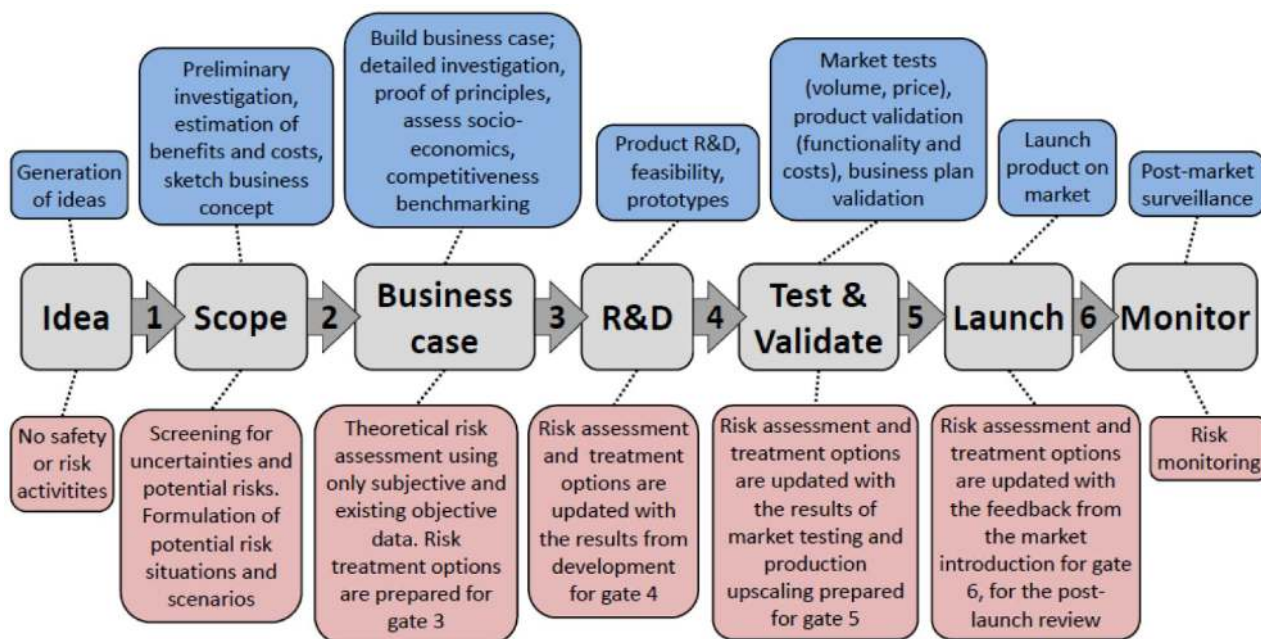 Generation
of ideas
Preliminary
investigation,
estimation of
benefits and costs,
sketch business
concept
Build business case;
detailed investigation,
proof of principles,
assess socio-
economics,
competitiveness
benchmarking
Product R&D,
feasibility,
prototypes
Market tests
(volume, price),
product validation
(functionality and
costs), business plan
validation
Launch
product on
market
Post-market
surveillance
Idea
1
Scope
2
Business
case
3
R&D
4
Test &
Validate
5
Launch
6
Monitor
No safety
or risk
activitites
Screening for
uncertainties and
potential risks.
Formulation of
potential risk
situations and
scenarios
Theoretical risk
assessment using
only subjective and
existing objective
data. Risk
treatment options
are prepared for
gate 3
Risk assessment
and treatment
options are
updated with
the results from
development
for gate 4
Risk assessment and
treatment options
are updated with
the results of
market testing and
production
upscaling prepared
for gate 5
Risk assessment and
treatment options
are updated with
the feedback from
the market
introduction for gate
6, for the post-
launch review
Risk
monitoring